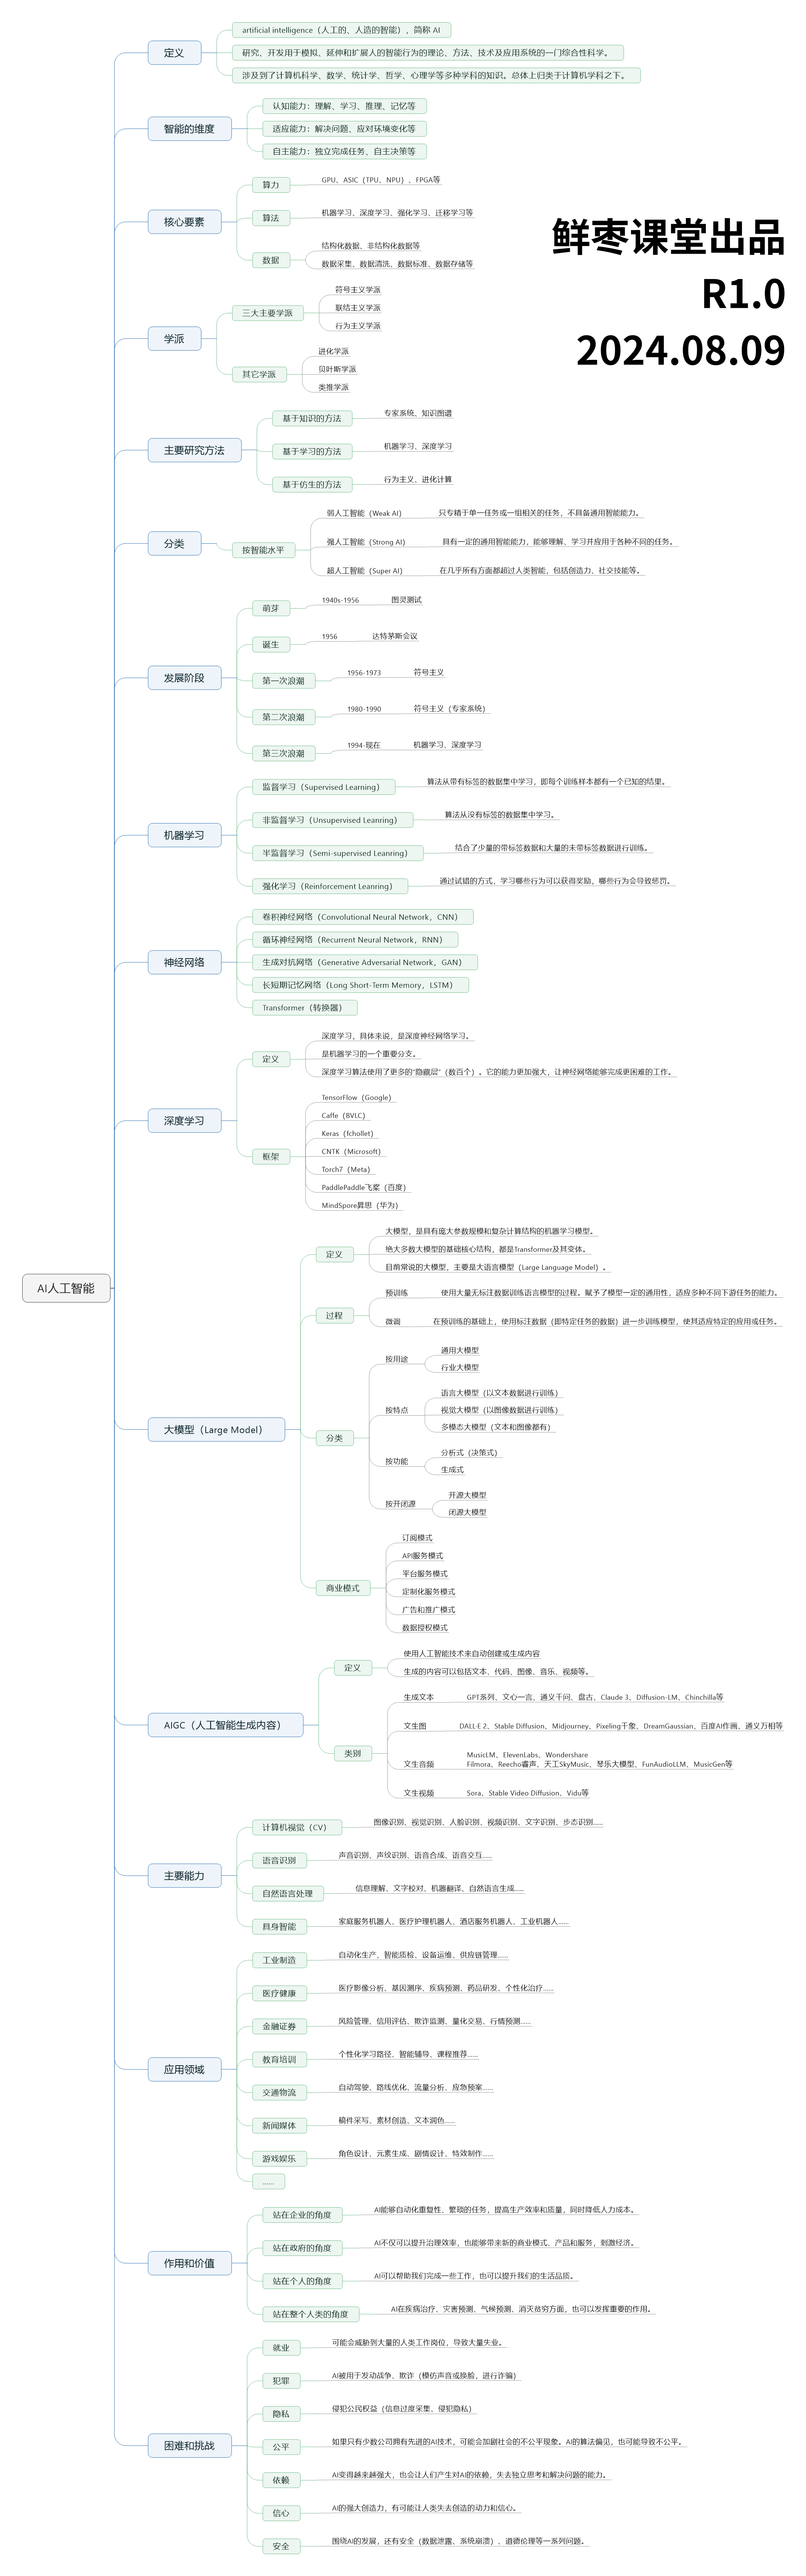 鲜枣课堂出品
R1.0
2024.08.09
AI人工智能
定义
artificial intelligence（人工的、人造的智能），简称 AI
研究、开发用于模拟、延伸和扩展人的智能行为的理论、方法、技术及应用系统的一门综合性科学。
涉及到了计算机科学、数学、统计学、哲学、心理学等多种学科的知识。总体上归类于计算机学科之下。
智能的维度
认知能力：理解、学习、推理、记忆等
适应能力：解决问题、应对环境变化等
自主能力：独立完成任务、自主决策等
核心要素
算力
GPU、ASIC（TPU、NPU）、FPGA等
算法
机器学习、深度学习、强化学习、迁移学习等
数据
结构化数据、非结构化数据等
数据采集、数据清洗、数据标准、数据存储等
学派
三大主要学派
符号主义学派
联结主义学派
行为主义学派
其它学派
进化学派
贝叶斯学派
类推学派
主要研究方法
基于知识的方法
专家系统、知识图谱
基于学习的方法
机器学习、深度学习
基于仿生的方法
行为主义、进化计算
分类
按智能水平
弱人工智能（Weak AI）
只专精于单一任务或一组相关的任务，不具备通用智能能力。
强人工智能（Strong AI）
具有一定的通用智能能力，能够理解、学习并应用于各种不同的任务。
超人工智能（Super AI）
在几乎所有方面都超过人类智能，包括创造力、社交技能等。
发展阶段
萌芽
1940s-1956
图灵测试
诞生
1956
达特茅斯会议
第一次浪潮
1956-1973
符号主义
第二次浪潮
1980-1990
符号主义（专家系统）
第三次浪潮
1994-现在
机器学习、深度学习
机器学习
监督学习（Supervised Learning）
算法从带有标签的数据集中学习，即每个训练样本都有一个已知的结果。
非监督学习（Unsupervised Leanring）
算法从没有标签的数据集中学习。
半监督学习（Semi-supervised Leanring）
结合了少量的带标签数据和大量的未带标签数据进行训练。
强化学习（Reinforcement Leanring）
通过试错的方式，学习哪些行为可以获得奖励，哪些行为会导致惩罚。
神经网络
卷积神经网络（Convolutional Neural Network，CNN）
循环神经网络（Recurrent Neural Network，RNN）
生成对抗网络（Generative Adversarial Network，GAN）
长短期记忆网络（Long Short-Term Memory，LSTM）
Transformer（转换器）
深度学习
定义
深度学习，具体来说，是深度神经网络学习。
是机器学习的一个重要分支。
深度学习算法使用了更多的“隐藏层”（数百个）。它的能力更加强大，让神经网络能够完成更困难的工作。
框架
TensorFlow（Google）
Caffe（BVLC）
Keras（fchollet）
CNTK（Microsoft）
Torch7（Meta）
PaddlePaddle飞桨（百度）
MindSpore昇思（华为）
大模型（Large Model）
定义
大模型，是具有庞大参数规模和复杂计算结构的机器学习模型。
绝大多数大模型的基础核心结构，都是Transformer及其变体。
目前常说的大模型，主要是大语言模型（Large Language Model）。
过程
预训练
使用大量无标注数据训练语言模型的过程。赋予了模型一定的通用性，适应多种不同下游任务的能力。
微调
在预训练的基础上，使用标注数据（即特定任务的数据）进一步训练模型，使其适应特定的应用或任务。
分类
按用途
通用大模型
行业大模型
按特点
语言大模型（以文本数据进行训练）
视觉大模型（以图像数据进行训练）
多模态大模型（文本和图像都有）
按功能
分析式（决策式）
生成式
按开闭源
开源大模型
闭源大模型
商业模式
订阅模式
API服务模式
平台服务模式
定制化服务模式
广告和推广模式
数据授权模式
AIGC（人工智能生成内容）
定义
使用人工智能技术来自动创建或生成内容
生成的内容可以包括文本、代码、图像、音乐、视频等。
类别
生成文本
GPT系列、文心一言、通义千问、盘古、Claude 3、Diffusion-LM、Chinchilla等
文生图
DALL·E 2、Stable Diffusion、Midjourney、Pixeling千象、DreamGaussian、百度AI作画、通义万相等
文生音频
MusicLM、ElevenLabs、Wondershare
Filmora、Reecho睿声、天工SkyMusic、琴乐大模型、FunAudioLLM、MusicGen等
文生视频
Sora、Stable Video Diffusion、Vidu等
主要能力
计算机视觉（CV）
图像识别、视觉识别、人脸识别、视频识别、文字识别、步态识别……
语音识别
声音识别、声纹识别、语音合成、语音交互……
自然语言处理
信息理解、文字校对、机器翻译、自然语言生成……
具身智能
家庭服务机器人、医疗护理机器人、酒店服务机器人、工业机器人……
应用领域
工业制造
自动化生产、智能质检、设备运维、供应链管理……
医疗健康
医疗影像分析、基因测序、疾病预测、药品研发、个性化治疗……
金融证券
风险管理、信用评估、欺诈监测、量化交易、行情预测……
教育培训
个性化学习路径、智能辅导、课程推荐……
交通物流
自动驾驶、路线优化、流量分析、应急预案……
新闻媒体
稿件采写、素材创造、文本润色……
游戏娱乐
角色设计、元素生成、剧情设计、特效制作……
……
作用和价值
站在企业的角度
AI能够自动化重复性、繁琐的任务，提高生产效率和质量，同时降低人力成本。
站在政府的角度
AI不仅可以提升治理效率，也能够带来新的商业模式、产品和服务，刺激经济。
站在个人的角度
AI可以帮助我们完成一些工作，也可以提升我们的生活品质。
站在整个人类的角度
AI在疾病治疗、灾害预测、气候预测、消灭贫穷方面，也可以发挥重要的作用。
困难和挑战
就业
可能会威胁到大量的人类工作岗位，导致大量失业。
犯罪
AI被用于发动战争、欺诈（模仿声音或换脸，进行诈骗）
隐私
侵犯公民权益（信息过度采集、侵犯隐私）
公平
如果只有少数公司拥有先进的AI技术，可能会加剧社会的不公平现象。AI的算法偏见，也可能导致不公平。
依赖
AI变得越来越强大，也会让人们产生对AI的依赖，失去独立思考和解决问题的能力。
信心
AI的强大创造力，有可能让人类失去创造的动力和信心。
安全
围绕AI的发展，还有安全（数据泄露、系统崩溃）、道德伦理等一系列问题。